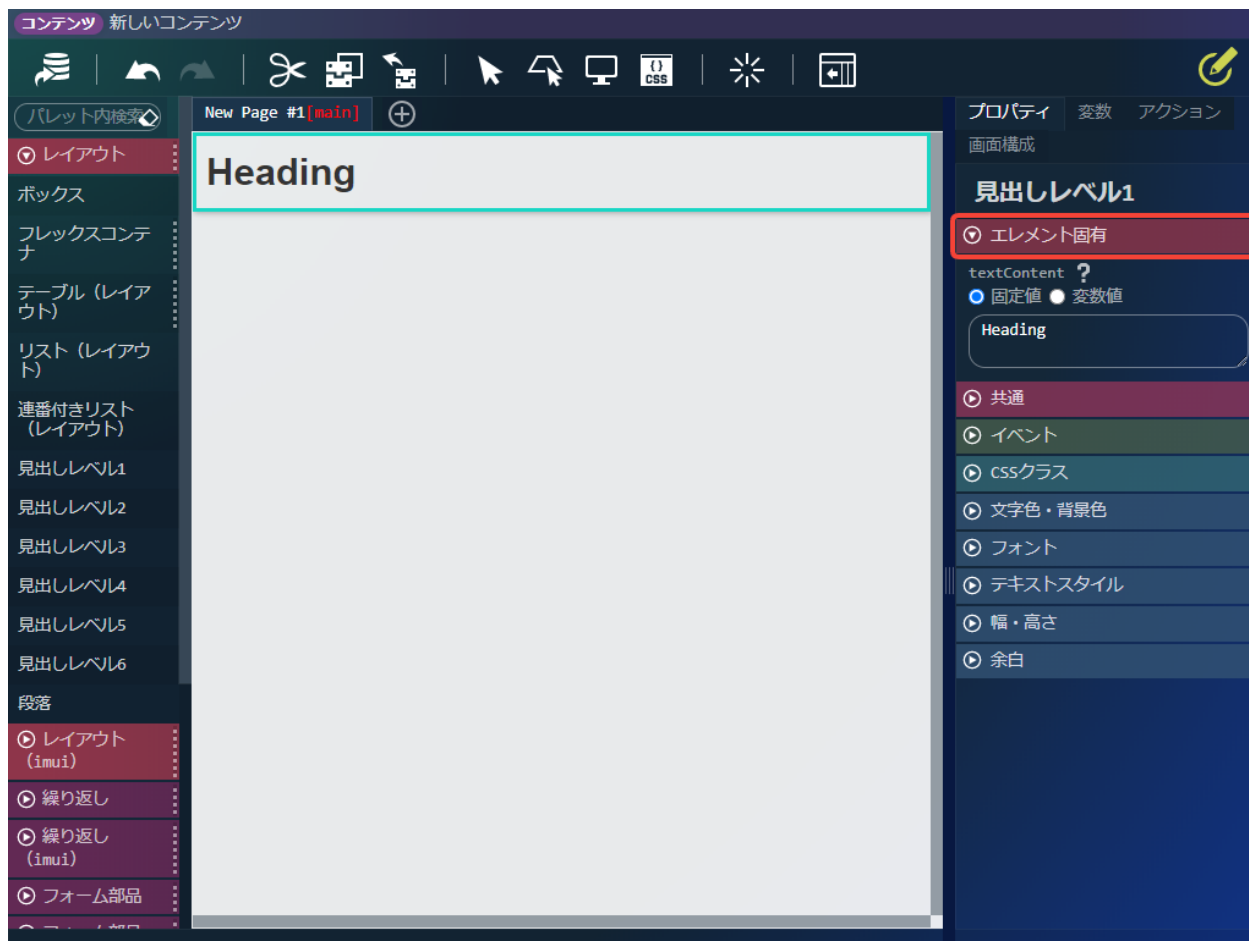 コンテンツ 新しいコンテンツ
{}
CSS
パレット内検索
New Page #1[main]
プロパティ 変数 アクション
画面構成
レイアウト
ボックス
フレックスコンテ
ナ
テーブル（レイア
ウト）
リスト（レイアウ
ト）
連番付きリスト
（レイアウト）
見出しレベル1
見出しレベル2
見出しレベル3
見出しレベル4
見出しレベル5
見出しレベル6
段落
レイアウト
（imui）
繰り返し
繰り返し
（imui）
フォーム部品
Heading
見出しレベル1
エレメント固有
textContent ?
固定値 変数値
Heading
共通
イベント
CSSクラス
文字色・背景色
フォント
テキストスタイル
幅・高さ
余白